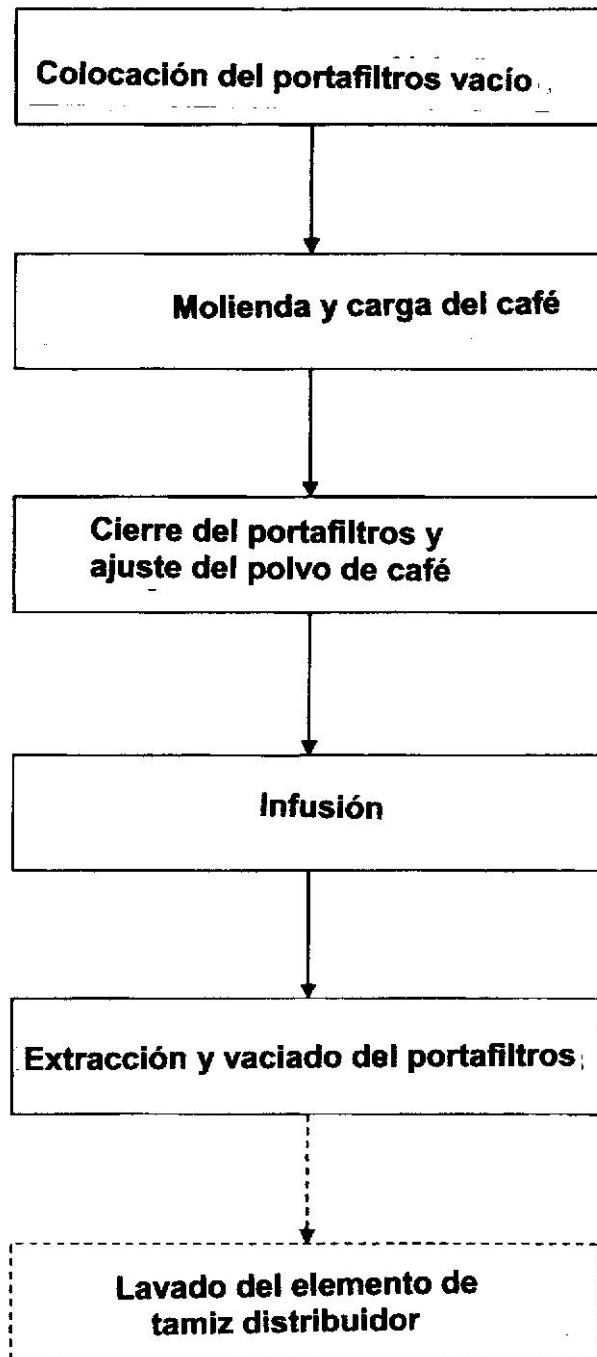 Colocación del portafiltros vacío
Molienda y carga del café
Cierre del portafiltros y
ajuste del polvo de café
Infusión
Extracción y vaciado del portafiltros
Lavado del elemento de
tamiz distribuidor